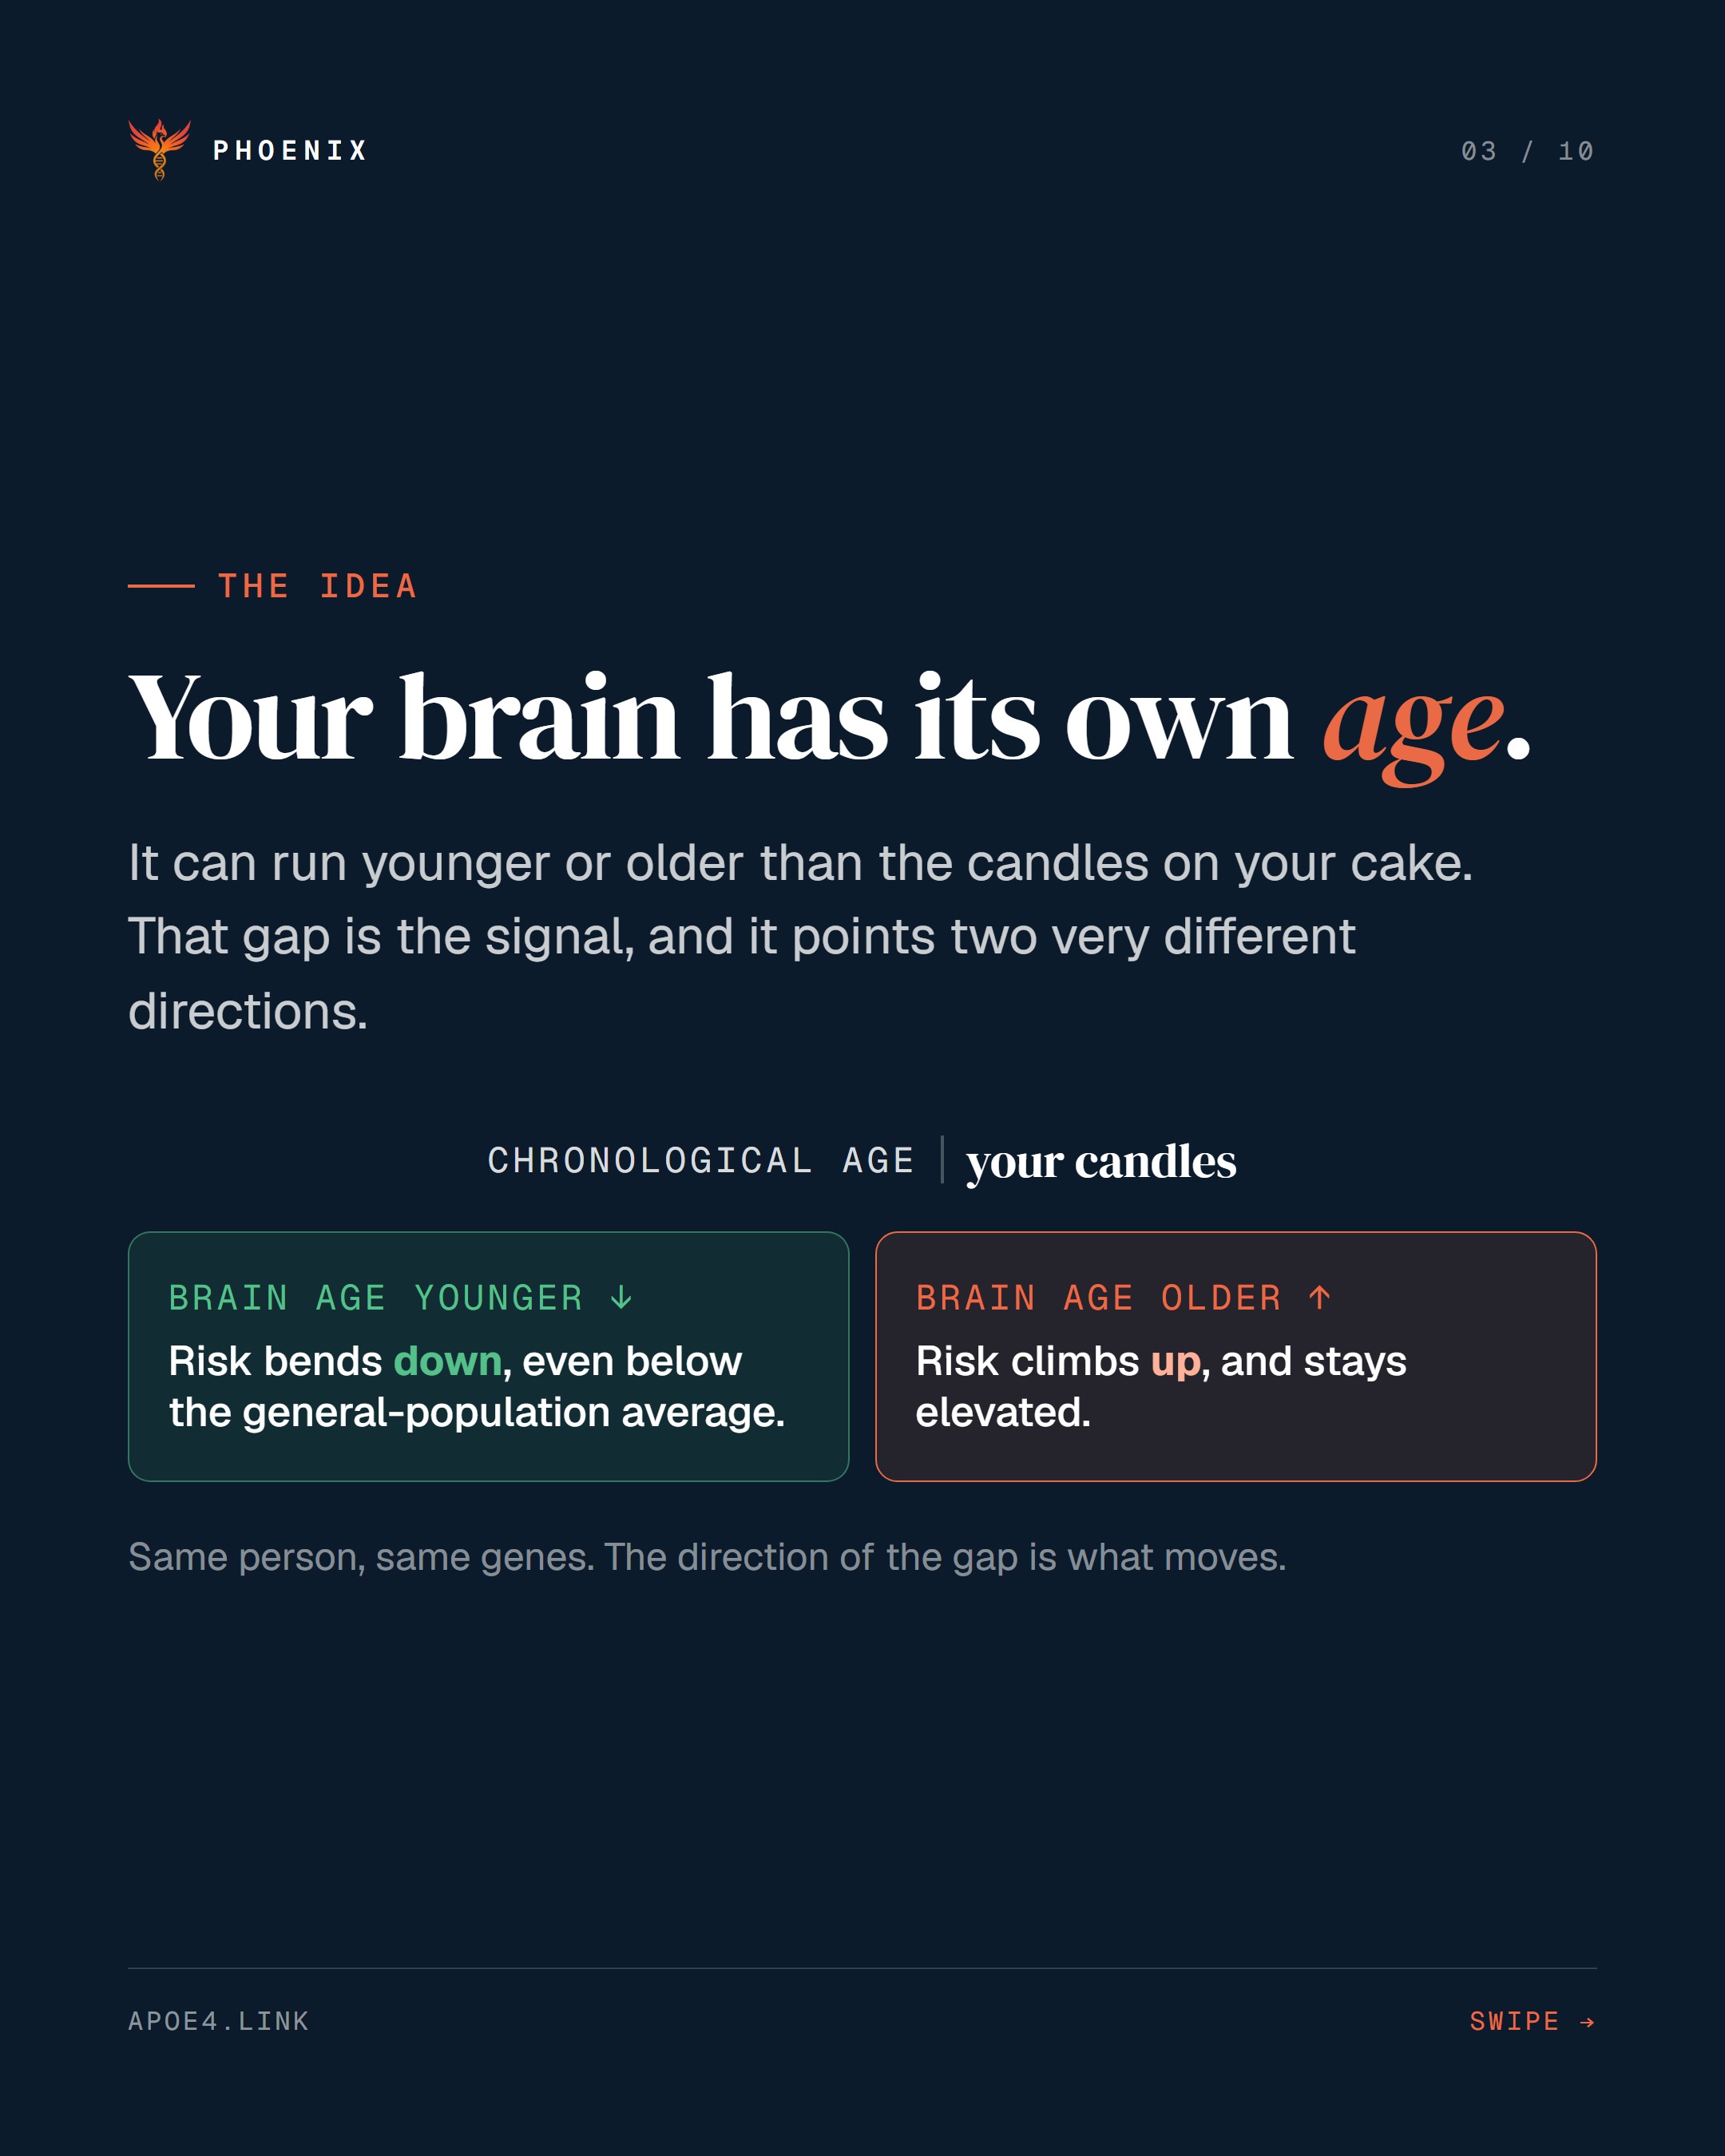 PHOENIX
03 / 10
THE IDEA
Your brain has its own age.
It can run younger or older than the candles on your cake.
That gap is the signal, and it points two very different
directions.
CHRONOLOGICAL AGE | your candles
BRAIN AGE YOUNGER ↓
Risk bends down, even below
the general-population average.
BRAIN AGE OLDER ↑
Risk climbs up, and stays
elevated.
Same person, same genes. The direction of the gap is what moves.
APOE4.LINK
SWIPE →